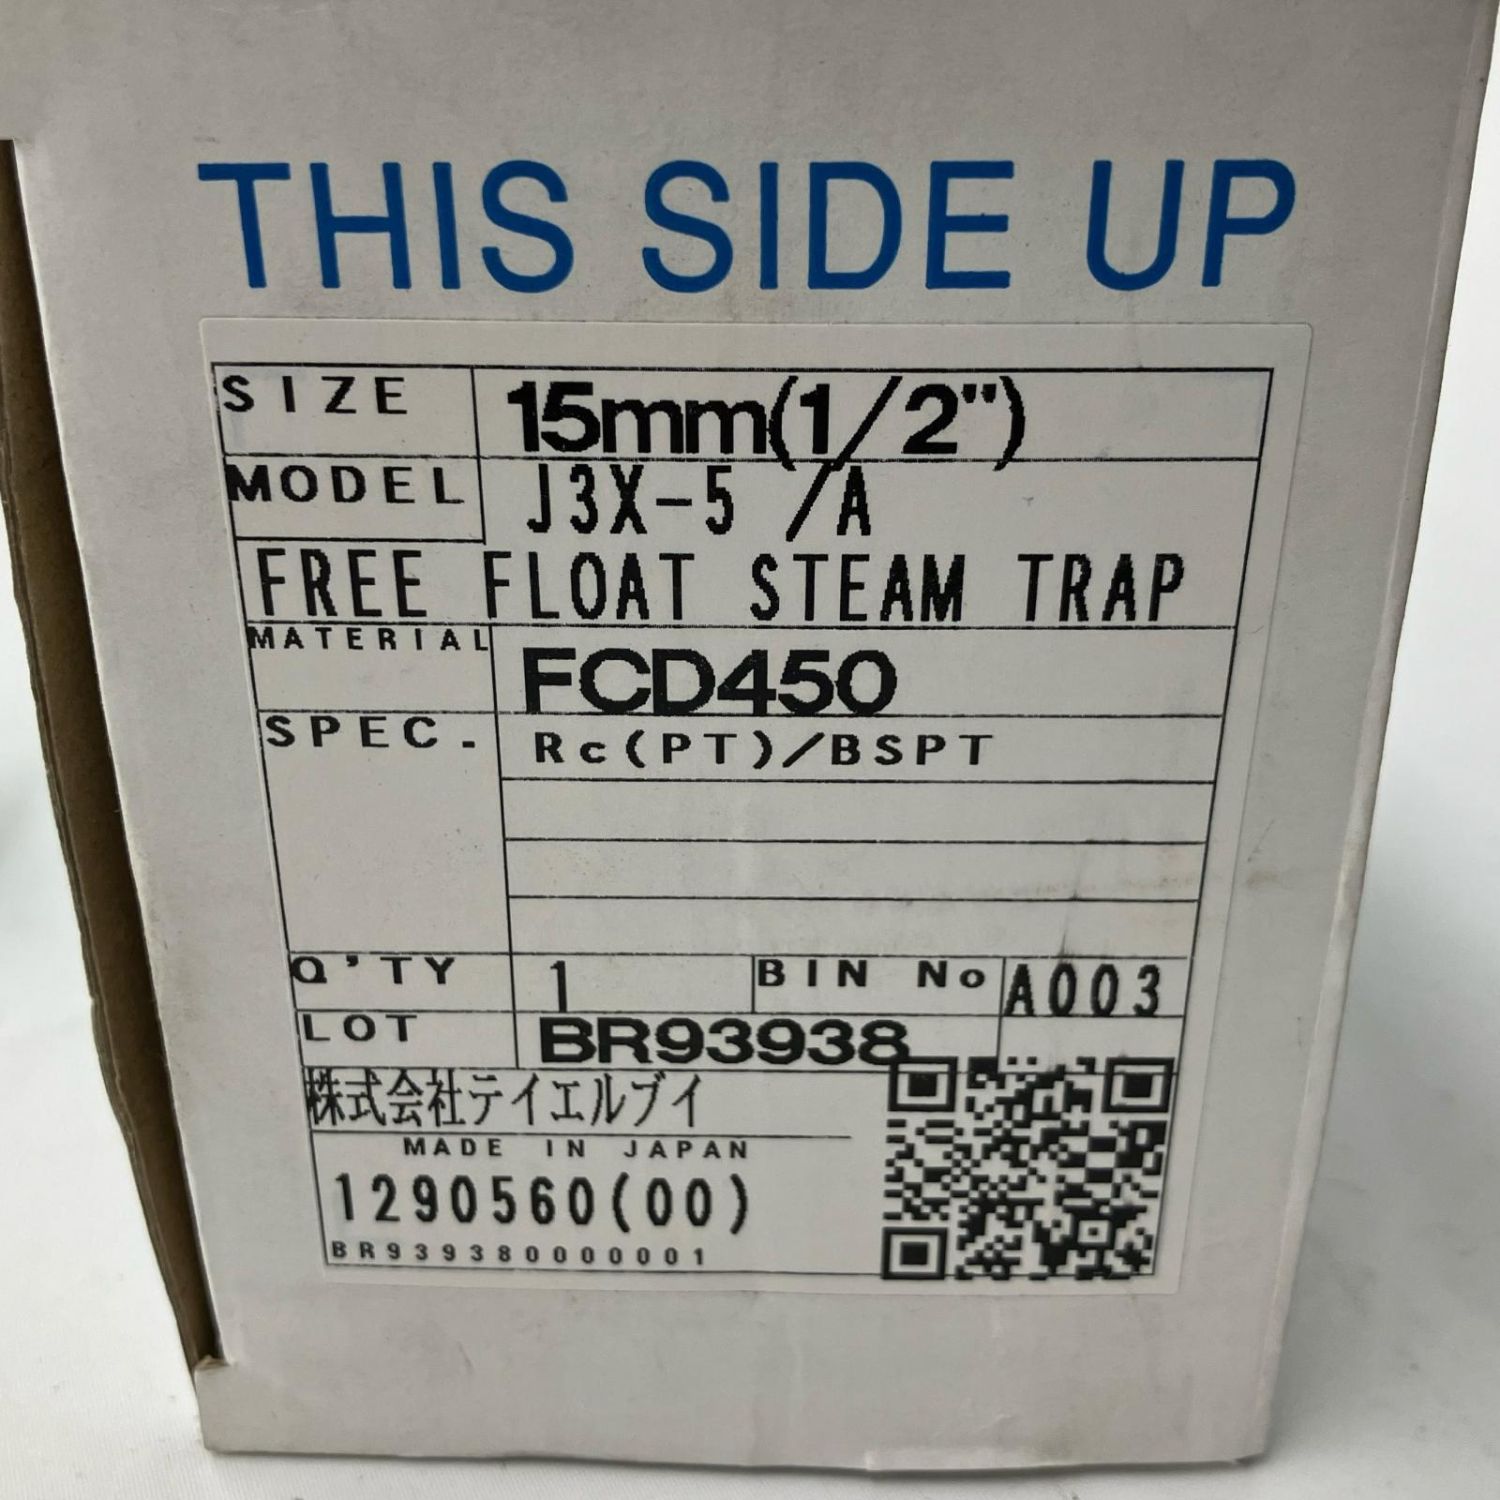 THIS SIDE UP
SIZE 15mm(1/2")
MODEL J3X-5 /A
FREE FLOAT STEAM TRAP
MATERIAL FCD450
SPEC. Rc(PT)/BSPT
Q'TY 1 BIN No A003
LOT BR93938
株式会社テイエルブイ
MADE IN JAPAN
1290560(00)
BR939380000001